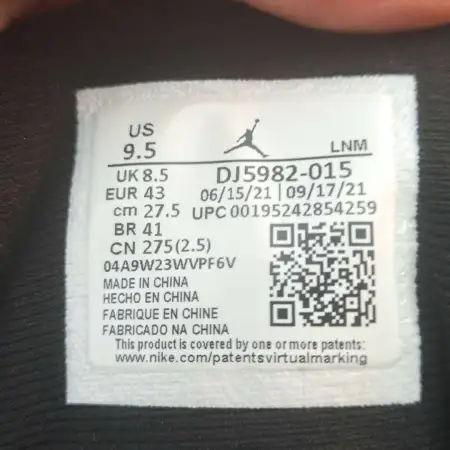 US
9.5
LNM
UK 8.5
DJ5982-015
EUR 43
06/15/21 | 09/17/21
cm 27.5
UPC 00195242854259
BR 41
CN 275(2.5)
04A9W23WVPF6V
MADE IN CHINA
HECHO EN CHINA
FABRIQUE EN CHINE
FABRICADO NA CHINA
This product is covered by one or more patents:
www.nike.com/patentsvirtualmarking